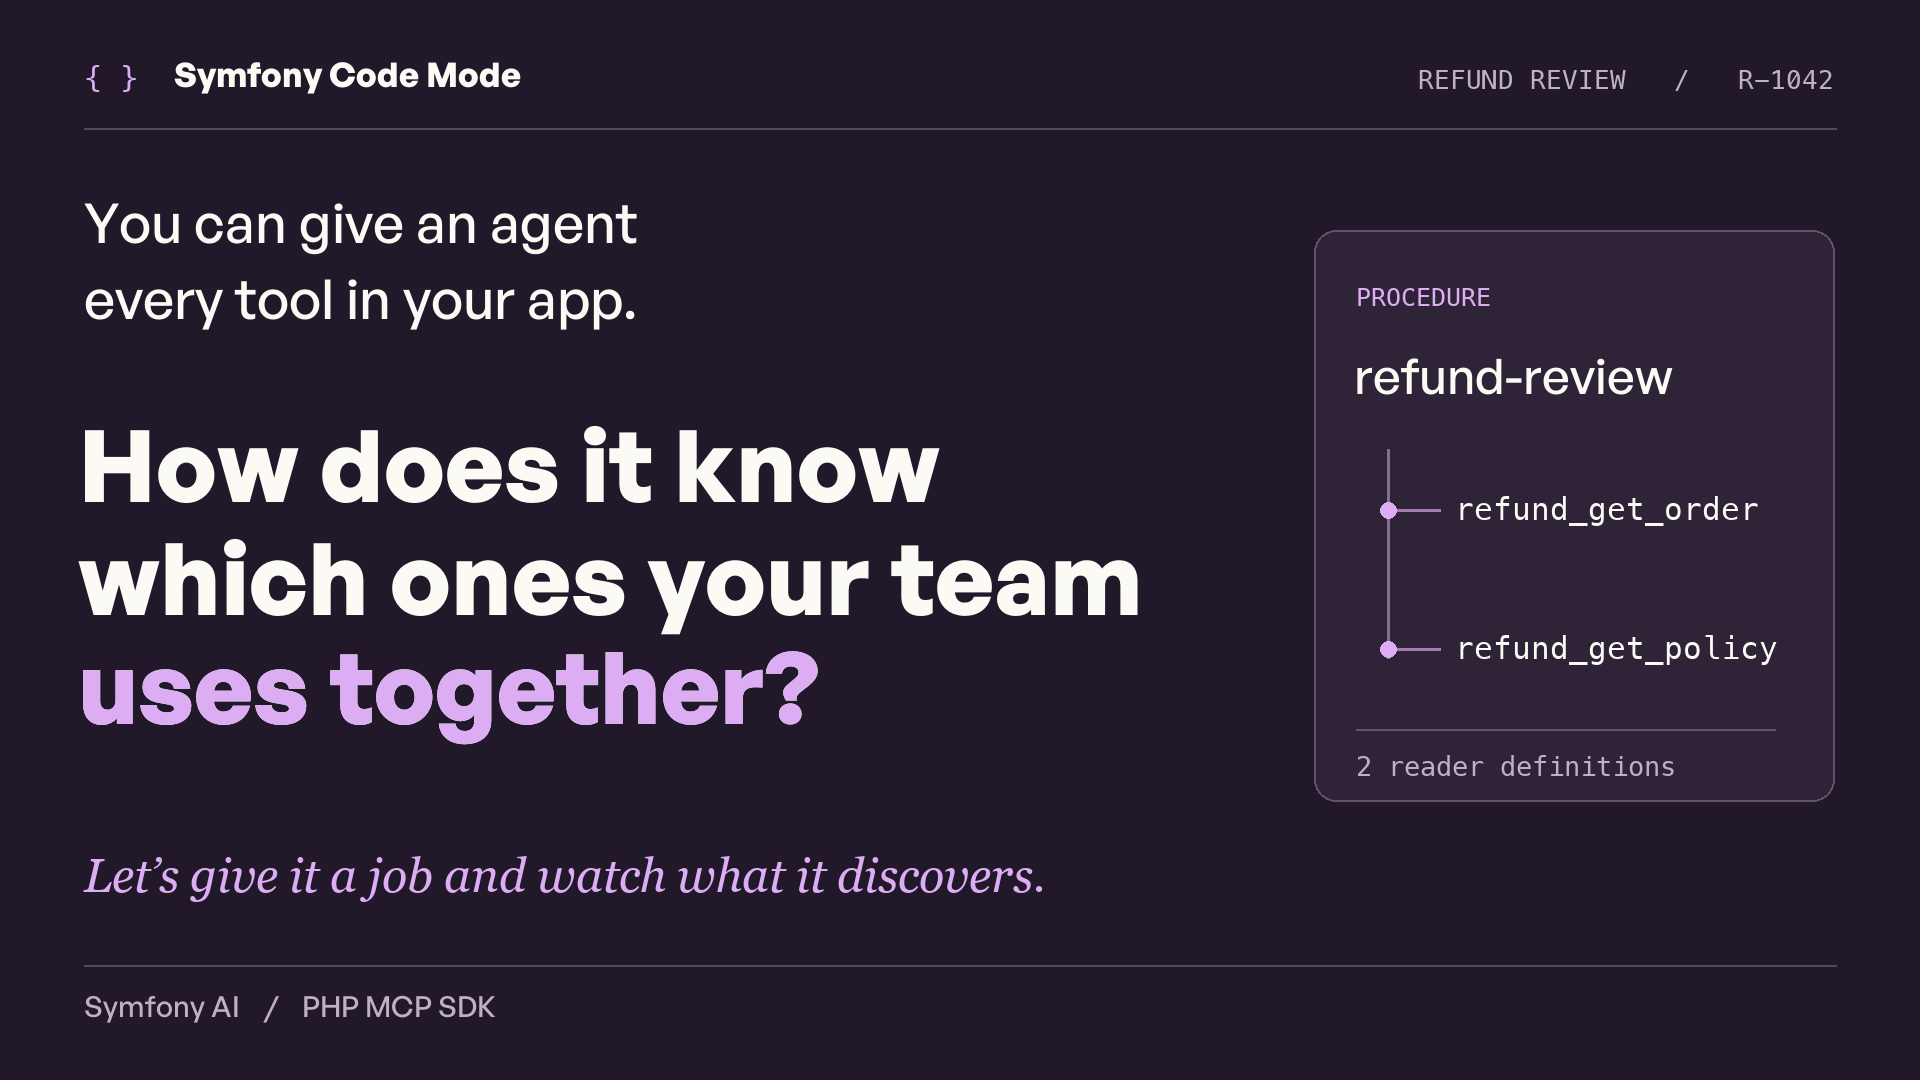 { } Symfony Code Mode
REFUND REVIEW / R–1042
You can give an agent
every tool in your app.
How does it know
which ones your team
uses together?
Let’s give it a job and watch what it discovers.
PROCEDURE
refund-review
refund_get_order
refund_get_policy
2 reader definitions
Symfony AI / PHP MCP SDK